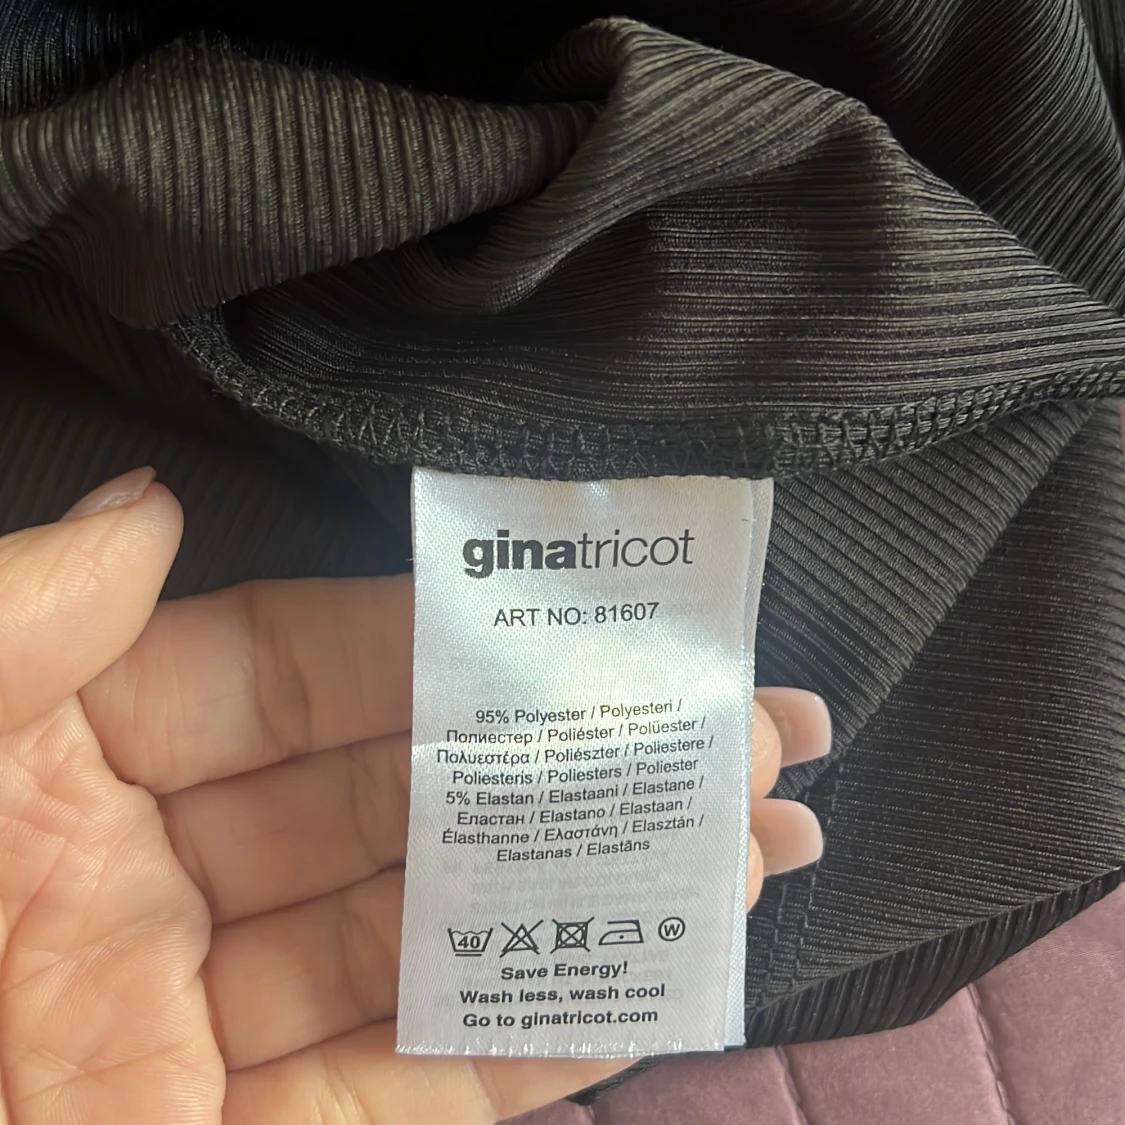 ginatricot
ART NO: 81607
95% Polyester / Polyesteri /
Полиестер / Poliéster / Polüester /
Πολυεστέρα / Poliészter / Poliestere /
Poliesteris / Poliesters / Poliester
5% Elastan / Elastaani / Elastane /
Еластан / Elastano / Elastaan /
Élasthanne / Ελαστάνη / Elasztán /
Elastanas / Elastāns
40 W
Save Energy!
Wash less, wash cool
Go to ginatricot.com